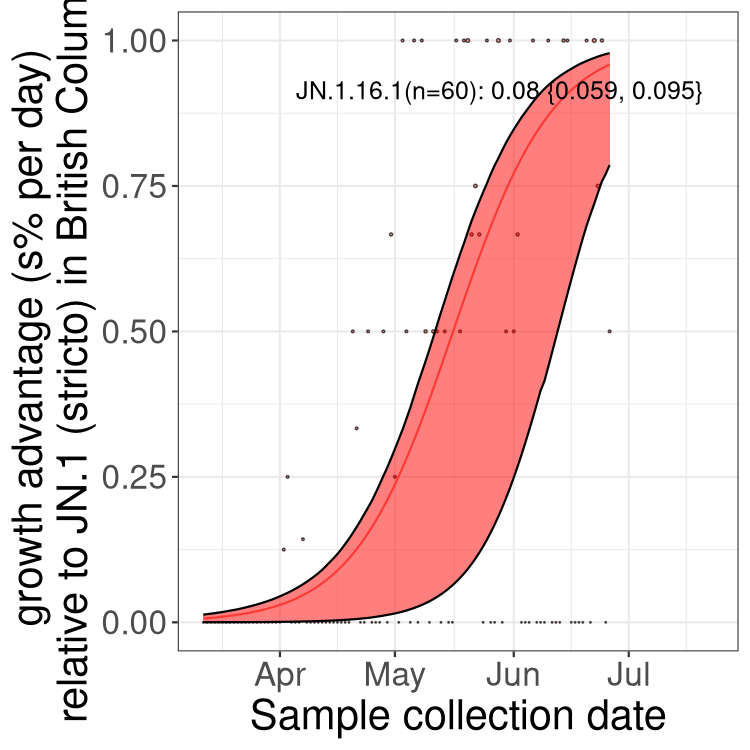 growth advantage (s% per day)
relative to JN.1 (stricto) in British Colum
1.00
0.75
0.50
0.25
0.00
JN.1.16.1(n=60): 0.08 {0.059, 0.095}
Apr May Jun Jul
Sample collection date